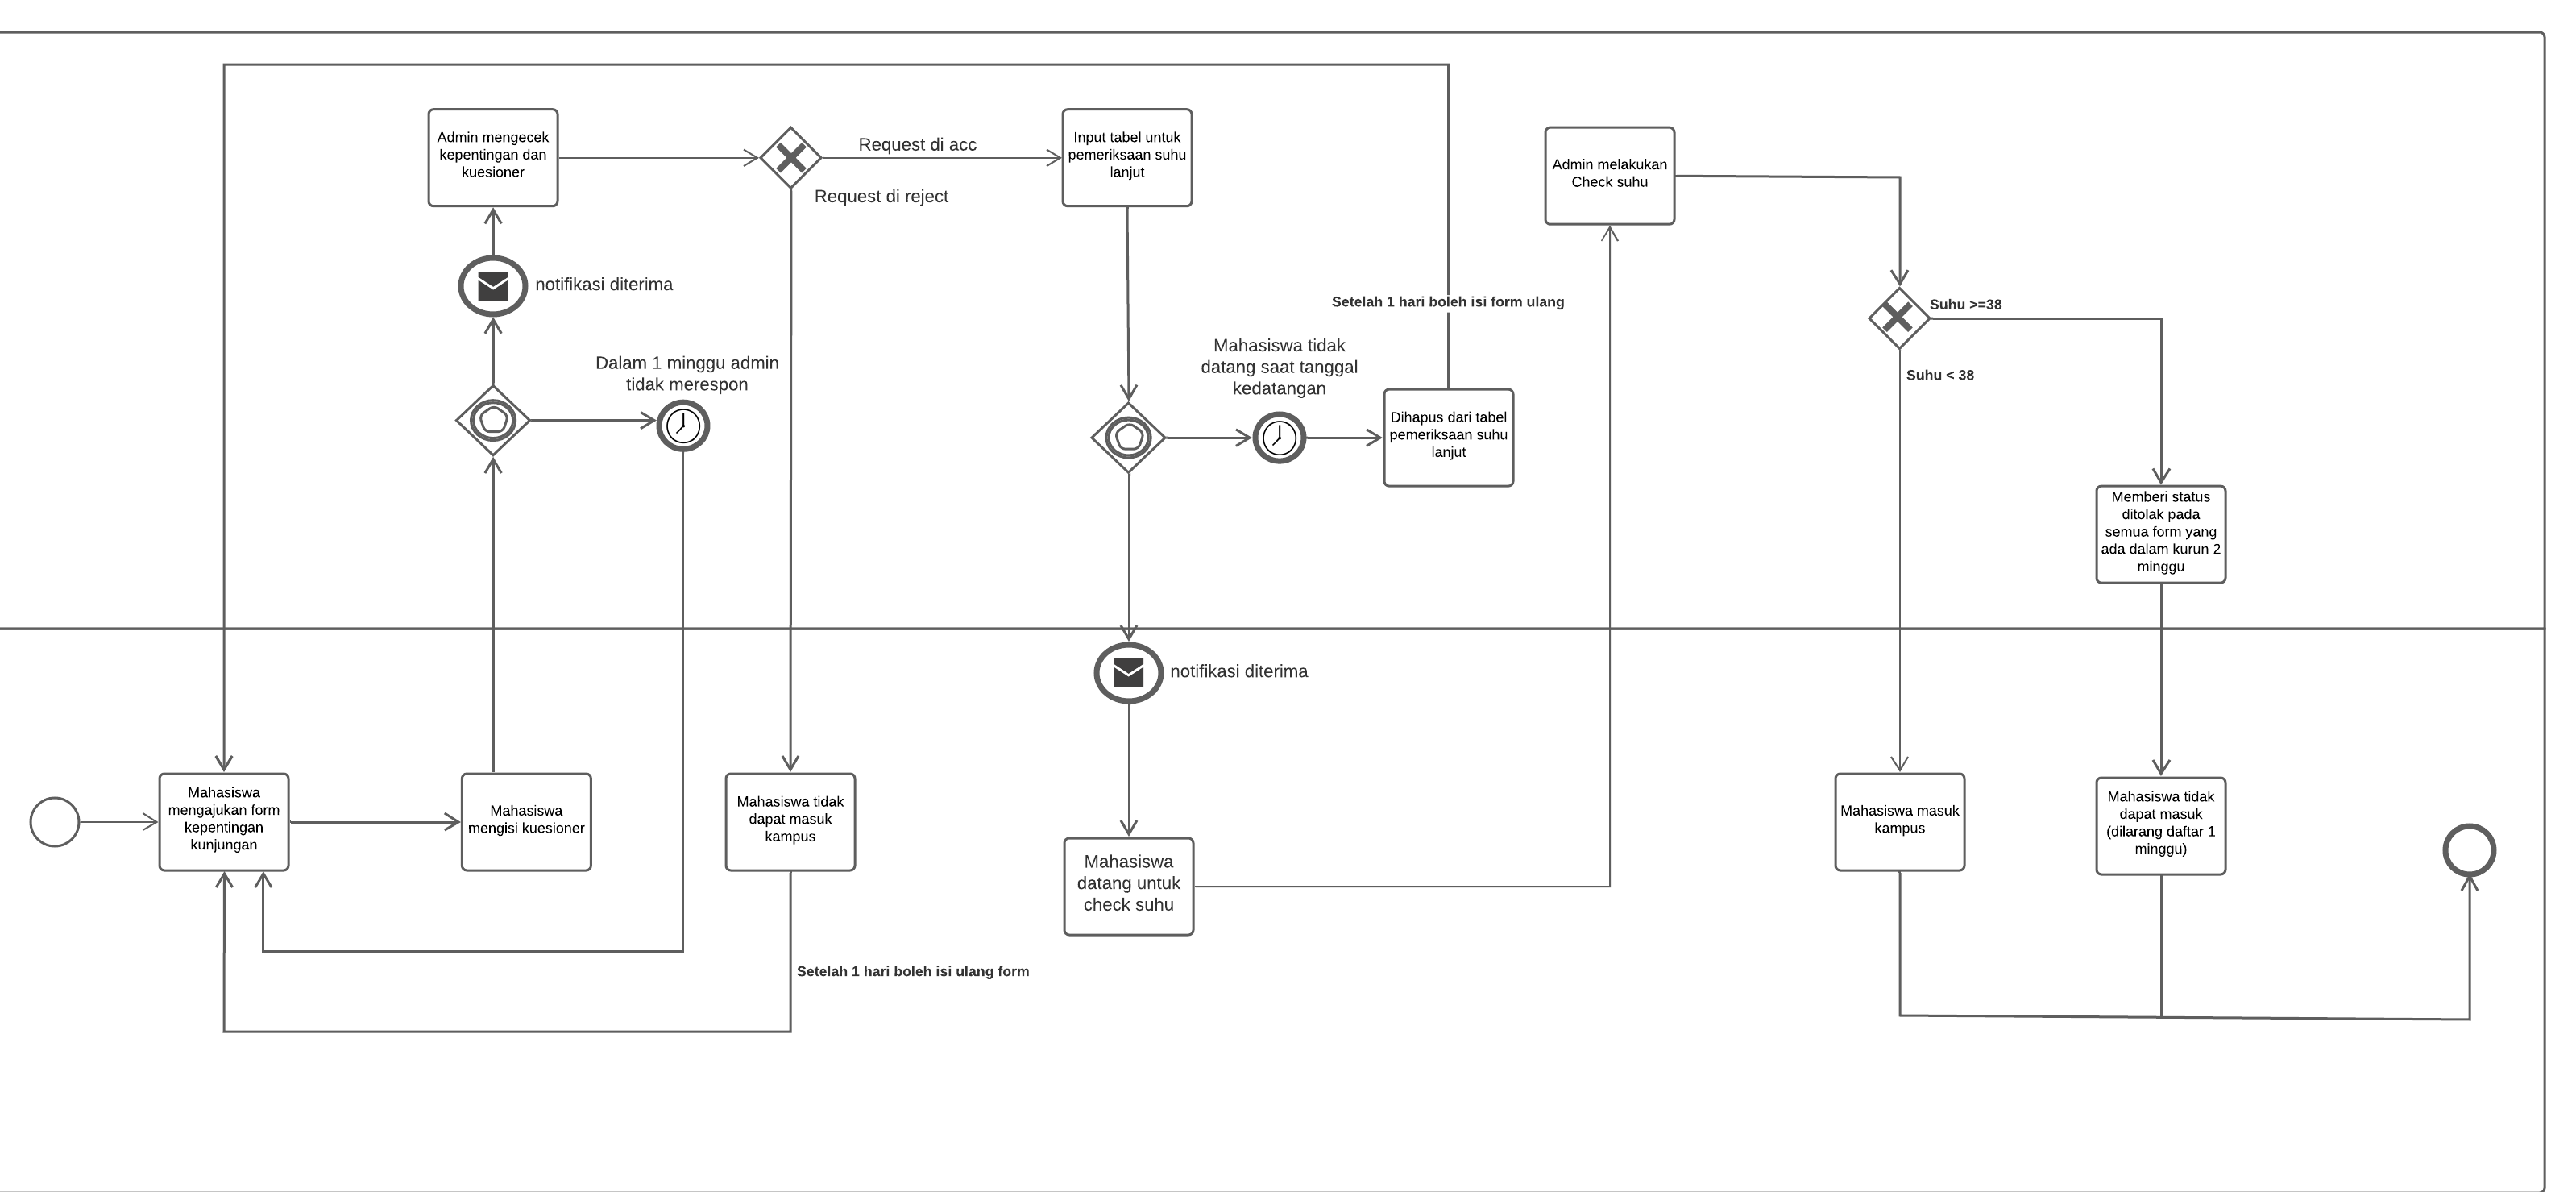 Admin mengecek
kepentingan dan
kuesioner
Request di acc
Request di reject
Input tabel untuk
pemeriksaan suhu
lanjut
Admin melakukan
Check suhu
notifikasi diterima
Setelah 1 hari boleh isi form ulang
Suhu >=38
Suhu < 38
Dalam 1 minggu admin
tidak merespon
Mahasiswa tidak
datang saat tanggal
kedatangan
Dihapus dari tabel
pemeriksaan suhu
lanjut
Memberi status
ditolak pada
semua form yang
ada dalam kurun 2
minggu
notifikasi diterima
Mahasiswa
mengajukan form
kepentingan
kunjungan
Mahasiswa
mengisi kuesioner
Mahasiswa tidak
dapat masuk
kampus
Mahasiswa
datang untuk
check suhu
Mahasiswa masuk
kampus
Mahasiswa tidak
dapat masuk
(dilarang daftar 1
minggu)
Setelah 1 hari boleh isi ulang form